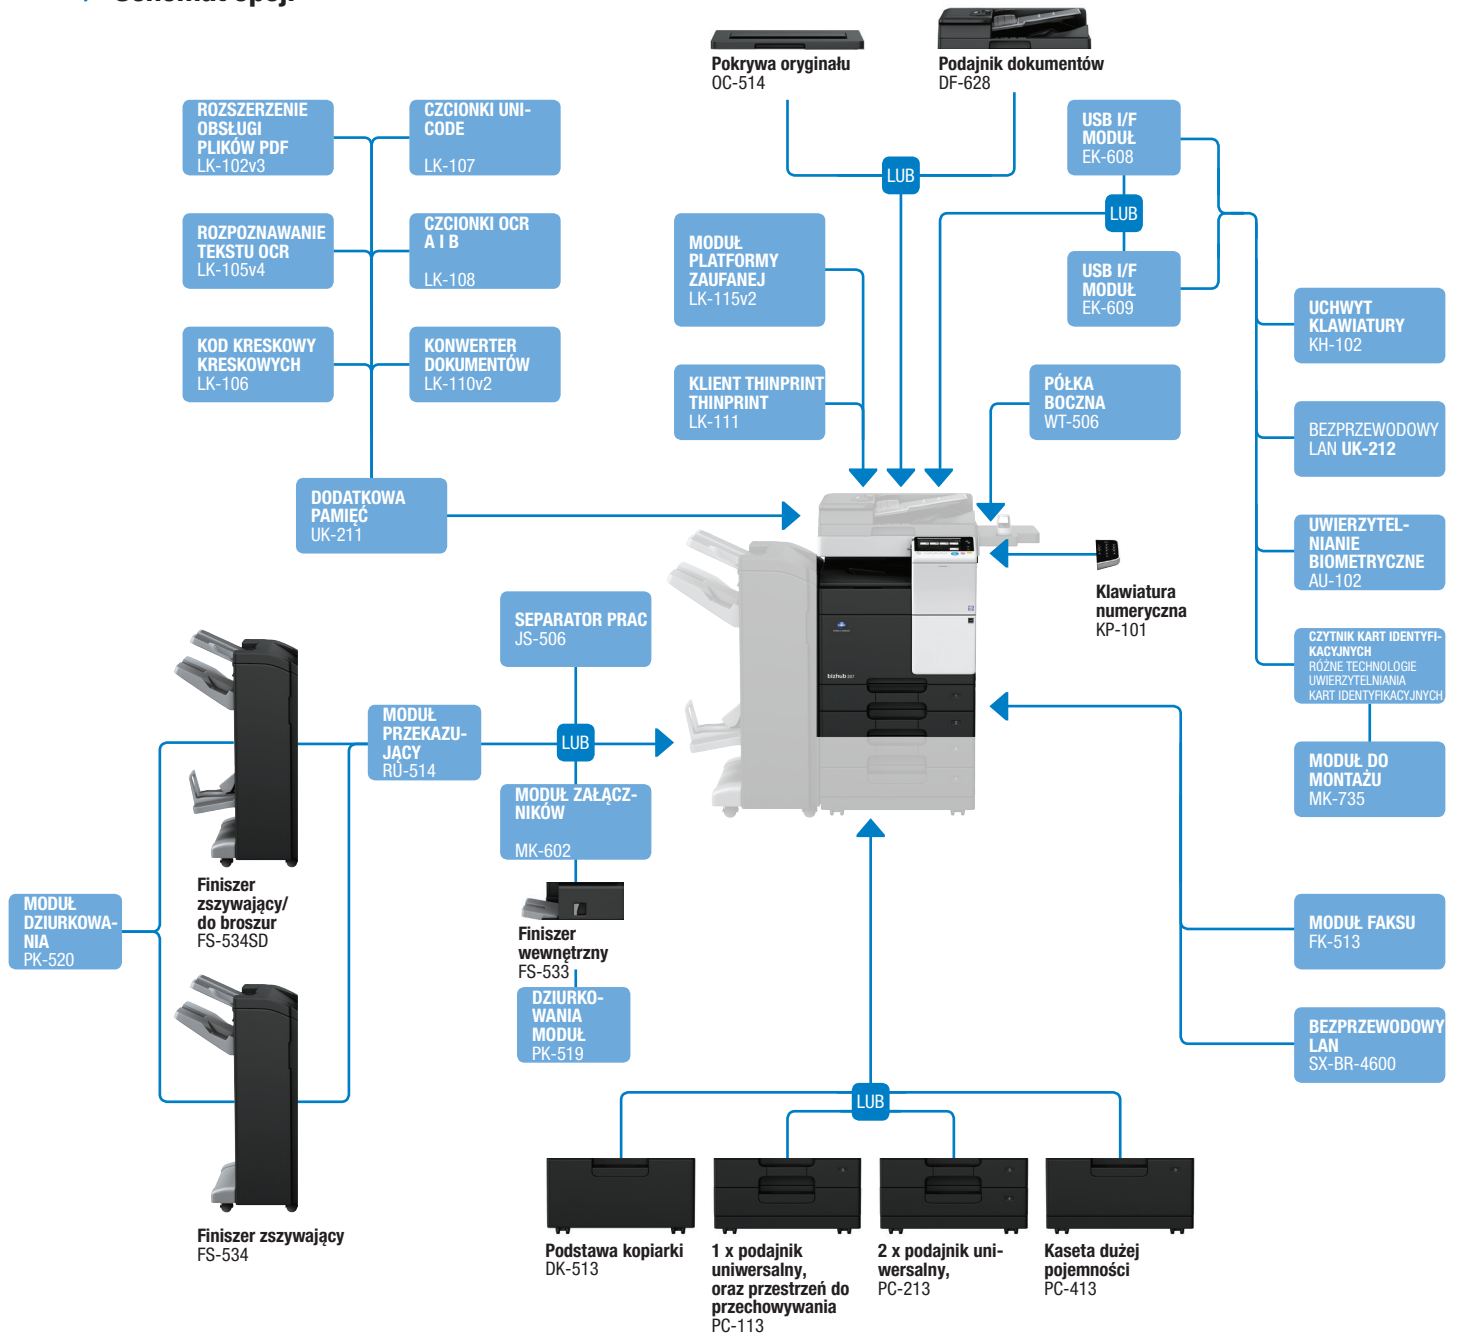 Pokrywa oryginału
OC-514
Podajnik dokumentów
DF-628
ROZSZERZENIE
OBSŁUGI
PLIKÓW PDF
LK-102v3
CZCIONKI UNI-
CODE
LK-107
USB I/F
MODUŁ
EK-608
LUB
LUB
ROZPOZNAWANIE
TEKSTU OCR
LK-105v4
CZCIONKI OCR
A I B
LK-108
MODUŁ
PLATFORMY
ZAUFANEJ
LK-115v2
USB I/F
MODUŁ
EK-609
UCHWYT
KLAWIATURY
KH-102
KOD KRESKOWY
KRESKOWYCH
LK-106
KONWERTER
DOKUMENTÓW
LK-110v2
KLIENT THINPRINT
THINPRINT
LK-111
PÓŁKA
BOCZNA
WT-506
BEZPRZEWODOWY
LAN UK-212
DODATKOWA
PAMIĘĆ
UK-211
UWIERZYTEL-
NIANIE
BIOMETRYCZNE
AU-102
Klawiatura
numeryczna
KP-101
SEPARATOR PRAC
JS-506
CZYTNIK KART IDENTYFI-
KACYJNYCH
RÓŻNE TECHNOLOGIE
UWIERZYTELNIANIA
KART IDENTYFIKACYJNYCH
bizhub
MODUŁ
PRZEKAZU-
JĄCY
RU-514
LUB
MODUŁ DO
MONTAŻU
MK-735
MODUŁ ZAŁĄCZ-
NIKÓW
MK-602
Finiszer
zszywający/
do broszur
FS-534SD
MODUŁ
DZIURKOWA-
NIA
PK-520
Finiszer
wewnętrzny
FS-533
MODUŁ FAKSU
FK-513
DZIURKO-
WANIA
MODUŁ
PK-519
BEZPRZEWODOWY
LAN
SX-BR-4600
LUB
Finiszer zszywający
FS-534
Podstawa kopiarki
DK-513
1 x podajnik
uniwersalny,
oraz przestrzeń do
przechowywania
PC-113
2 x podajnik uni-
wersalny,
PC-213
Kaseta dużej
pojemności
PC-413